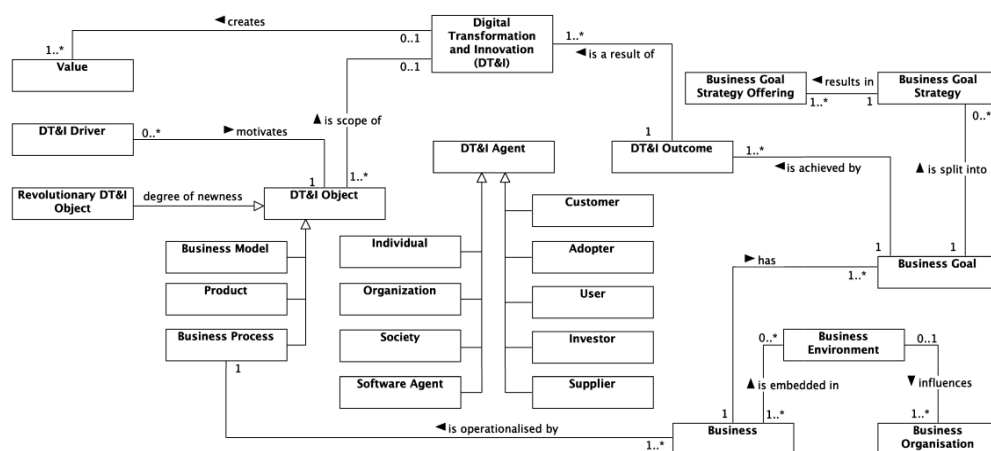 ◄ creates
0..1
1..*
Value
Digital
Transformation
and Innovation
(DT&I)
0..1
1..*
◄ is a result of
Business Goal
Strategy Offering
◄ results in
1..*
1
Business Goal
Strategy
0..*
DT&I Driver
0..*
► motivates
1
▲ is scope of
1..*
DT&I Agent
1
DT&I Outcome
1..*
◄ is achieved by
1
▲ is split into
1
Revolutionary DT&I
Object
degree of newness
DT&I Object
Business Model
Product
Business Process
1
Individual
Organization
Society
Software Agent
Customer
Adopter
User
Investor
Supplier
► has
1..*
1
Business Goal
0..*
Business
Environment
0..1
▲ is embedded in
1..*
▼ influences
1..*
◄ is operationalised by
1..*
Business
Business
Organisation